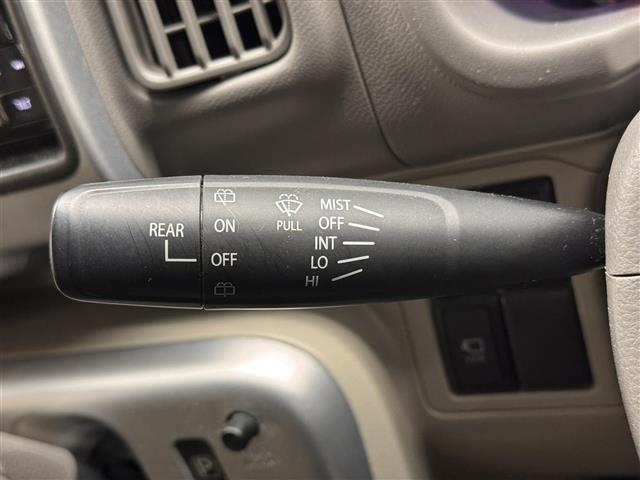 REAR
ON
OFF
PULL
MIST
OFF
INT
LO
HI
P